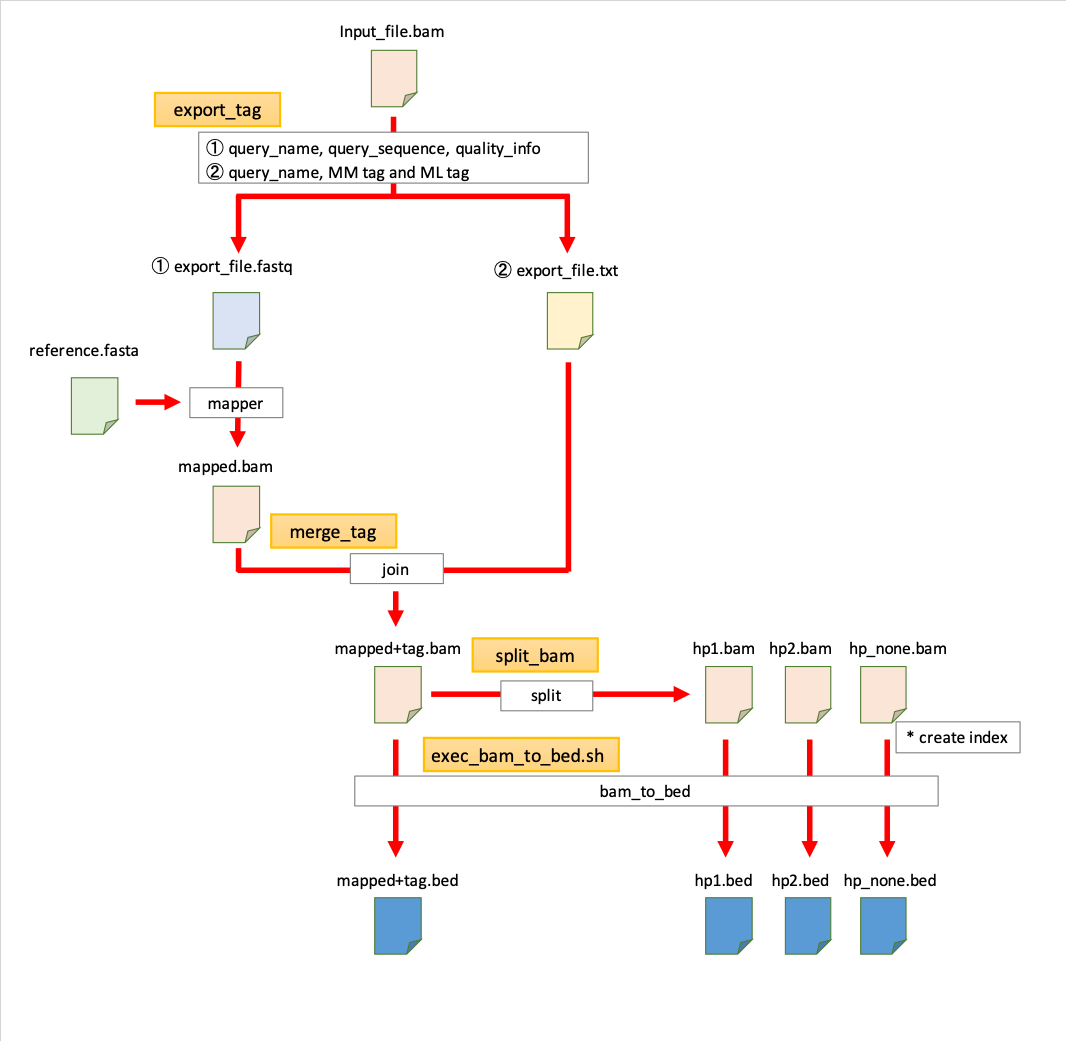 Input_file.bam
export_tag
① query_name, query_sequence, quality_info
② query_name, MM tag and ML tag
① export_file.fastq
② export_file.txt
reference.fasta
mapper
mapped.bam
merge_tag
join
mapped+tag.bam
split_bam
split
hp1.bam
hp2.bam
hp_none.bam
* create index
exec_bam_to_bed.sh
bam_to_bed
mapped+tag.bed
hp1.bed
hp2.bed
hp_none.bed